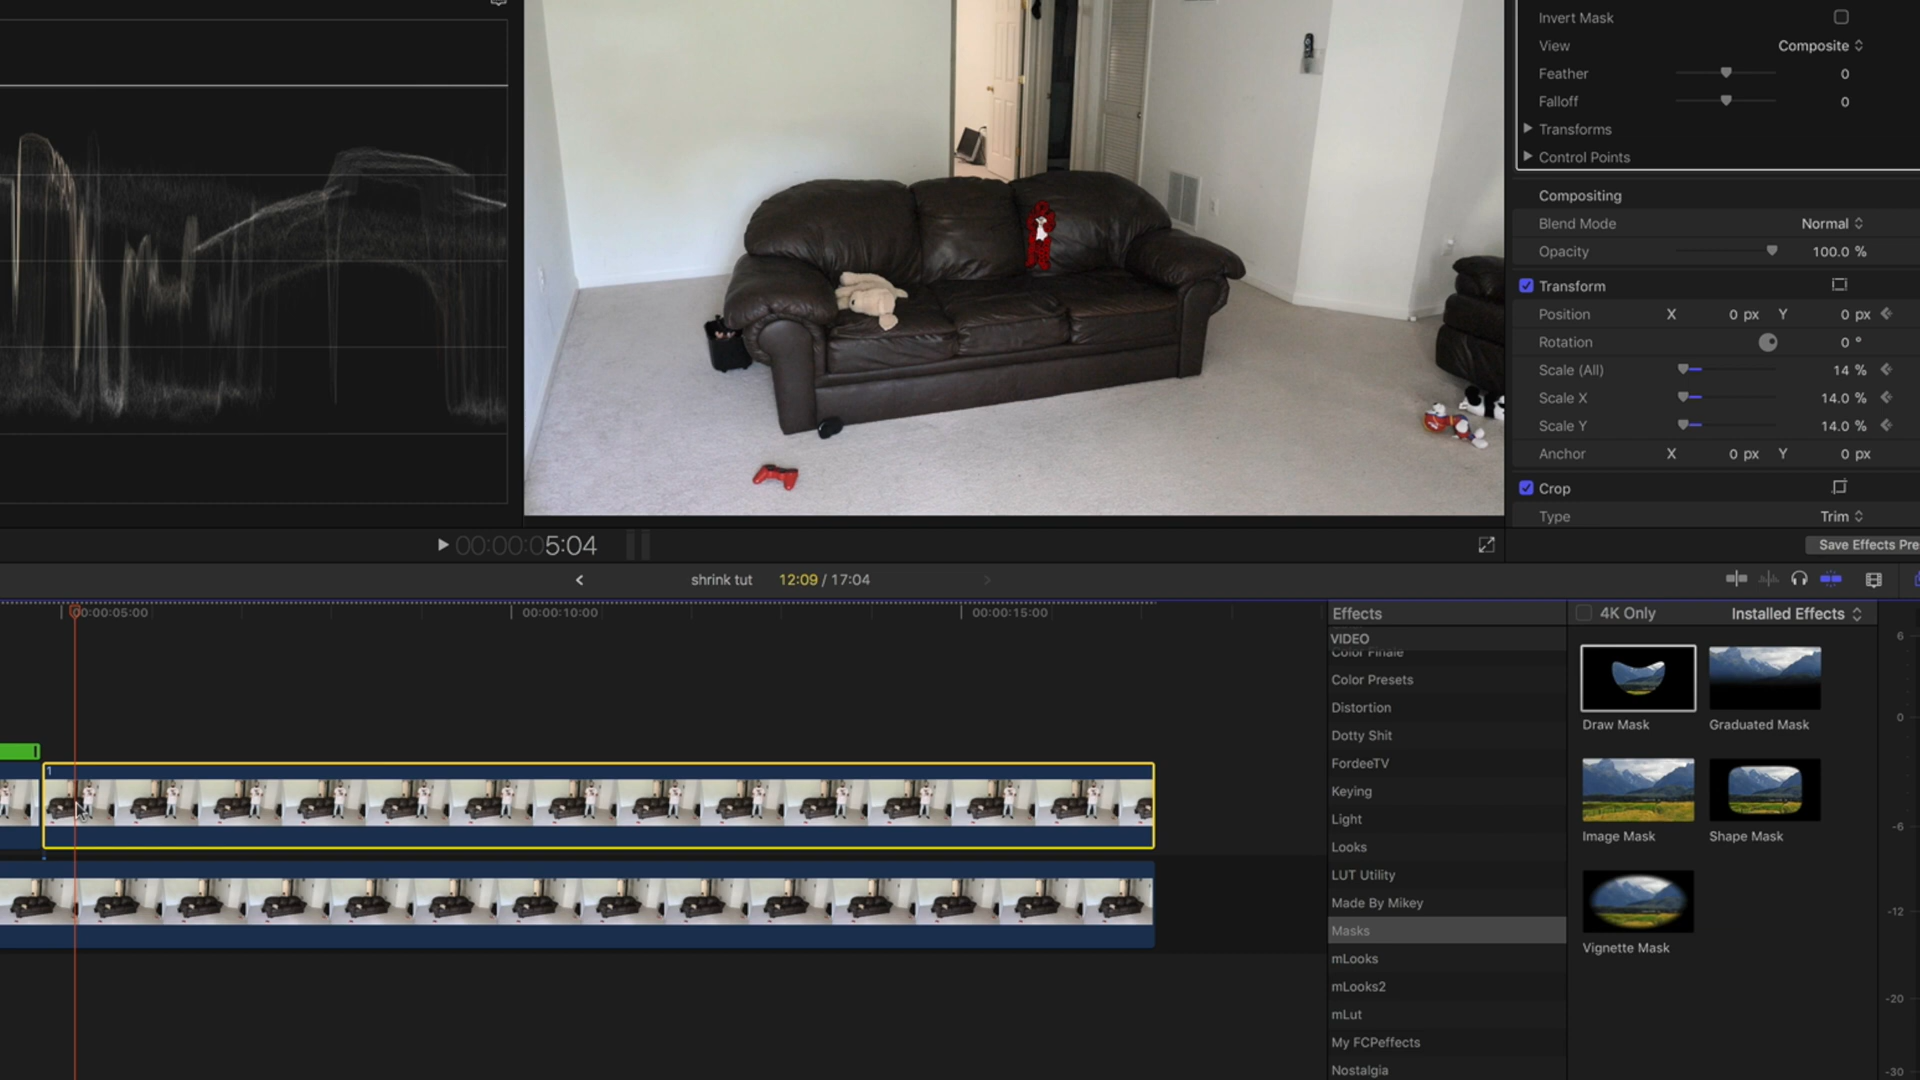 Invert Mask
View Composite
Feather 0
Falloff 0
Transforms
Control Points
Compositing
Blend Mode Normal
Opacity 100.0 %
Transform
Position X 0 px Y 0 px
Rotation 0 °
Scale (All) 14 %
Scale X 14.0 %
Scale Y 14.0 %
Anchor X 0 px Y 0 px
Crop
Type Trim
00:00:05:04
Save Effects Pre
shrink tut 12:09 / 17:04
00:00:05:00 00:00:10:00 00:00:15:00
1
Effects
VIDEO
Color Finale
Color Presets
Distortion
Dotty Shit
FordeeTV
Keying
Light
Looks
LUT Utility
Made By Mikey
Masks
mLooks
mLooks2
mLut
My FCPeffects
Nostalgia
4K Only Installed Effects
Draw Mask Graduated Mask
Image Mask Shape Mask
Vignette Mask
6
0
-6
-12
-20
-30